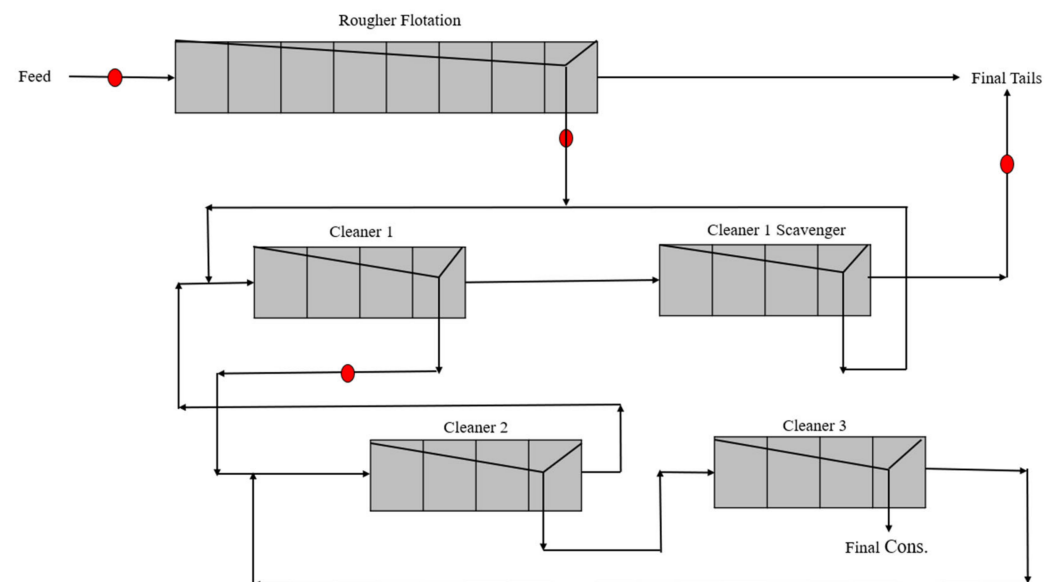 Rougher Flotation
Feed
Final Tails
Cleaner 1
Cleaner 1 Scavenger
Cleaner 2
Cleaner 3
Final Cons.